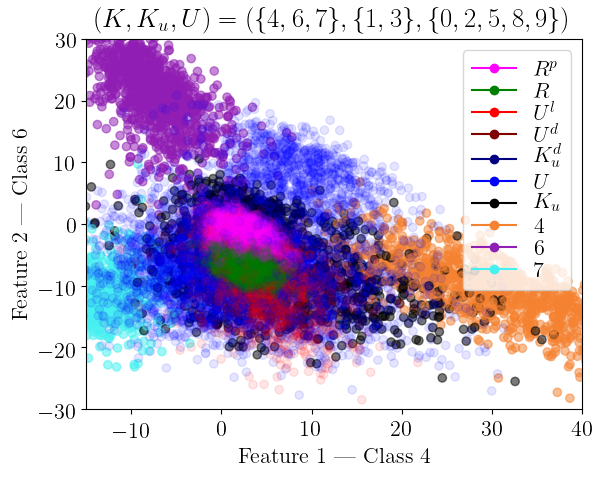 (K, K_u, U) = ({4, 6, 7}, {1, 3}, {0, 2, 5, 8, 9})
30
20
10
0
−10
−20
−30
Feature 2 — Class 6
R^p
R
U^l
U^d
K_u^d
U
K_u
4
6
7
−10
0
10
20
30
40
Feature 1 — Class 4